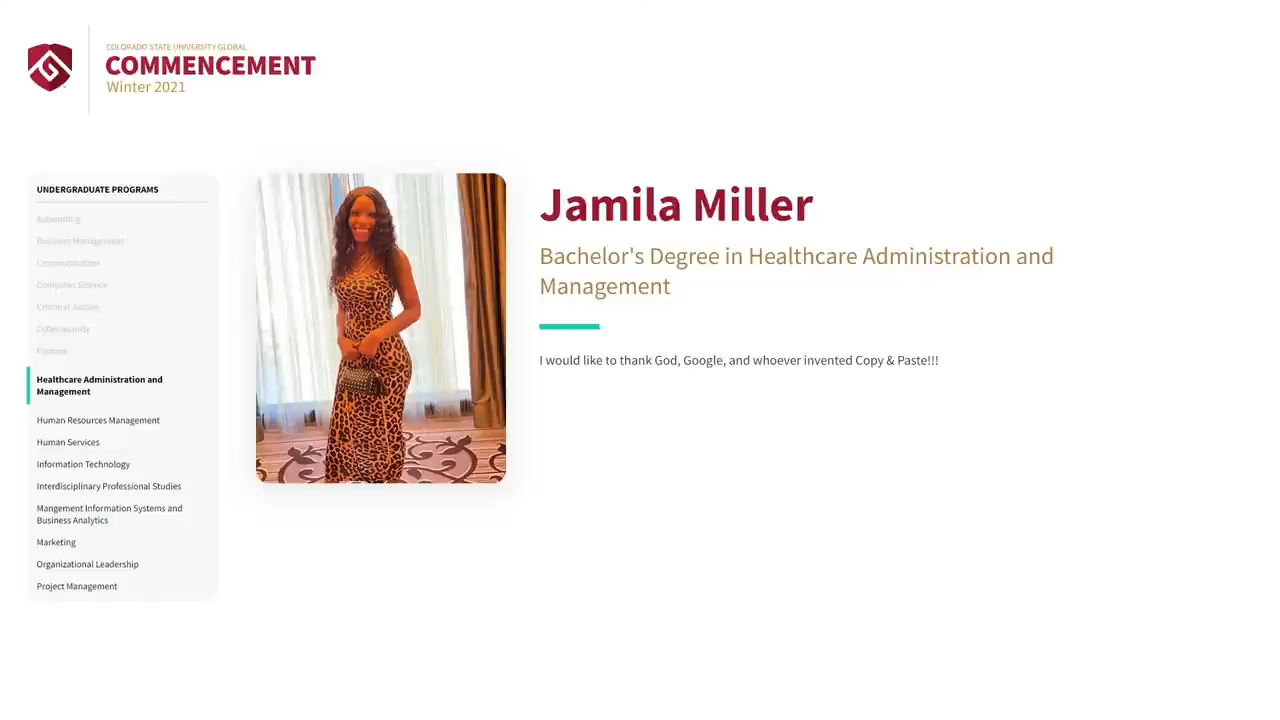 COLORADO STATE UNIVERSITY GLOBAL
COMMENCEMENT
Winter 2021
UNDERGRADUATE PROGRAMS
Accounting
Business Management
Communication
Computer Science
Criminal Justice
Cybersecurity
Finance
Healthcare Administration and
Management
Human Resources Management
Human Services
Information Technology
Interdisciplinary Professional Studies
Mangement Information Systems and
Business Analytics
Marketing
Organizational Leadership
Project Management
Jamila Miller
Bachelor's Degree in Healthcare Administration and
Management
I would like to thank God, Google, and whoever invented Copy & Paste!!!